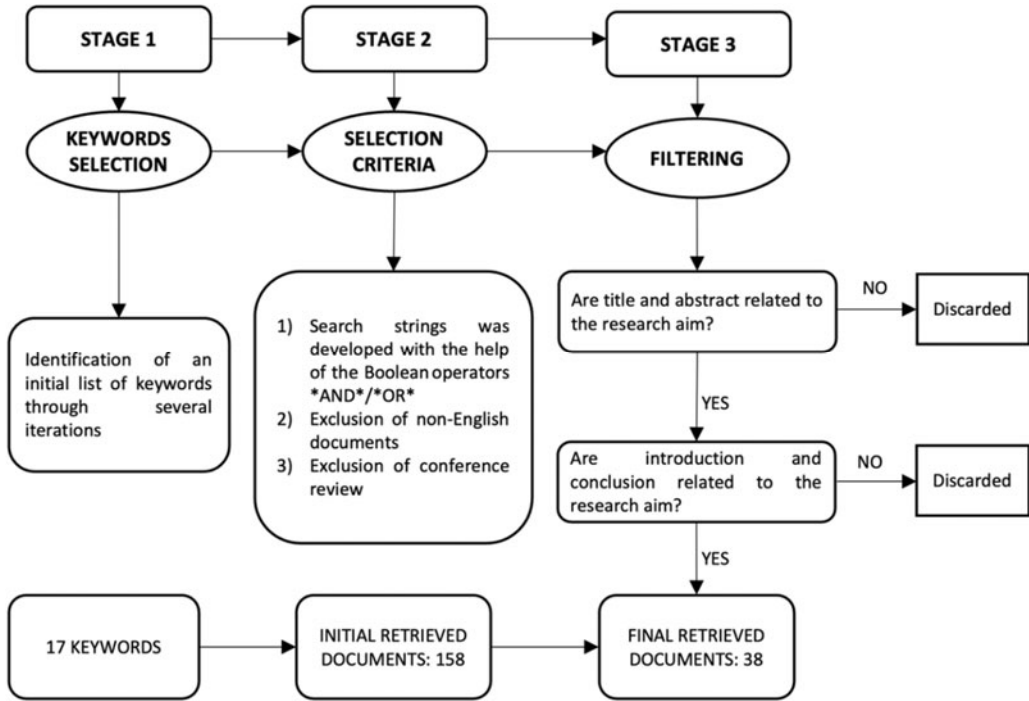 STAGE 1
STAGE 2
STAGE 3
KEYWORDS
SELECTION
SELECTION
CRITERIA
FILTERING
Identification of an
initial list of keywords
through several
iterations
1) Search strings was
developed with the help
of the Boolean operators
*AND*/*OR*
2) Exclusion of non-English
documents
3) Exclusion of conference
review
Are title and abstract related to
the research aim?
NO
Discarded
YES
Are introduction and
conclusion related to the
research aim?
NO
Discarded
YES
17 KEYWORDS
INITIAL RETRIEVED
DOCUMENTS: 158
FINAL RETRIEVED
DOCUMENTS: 38